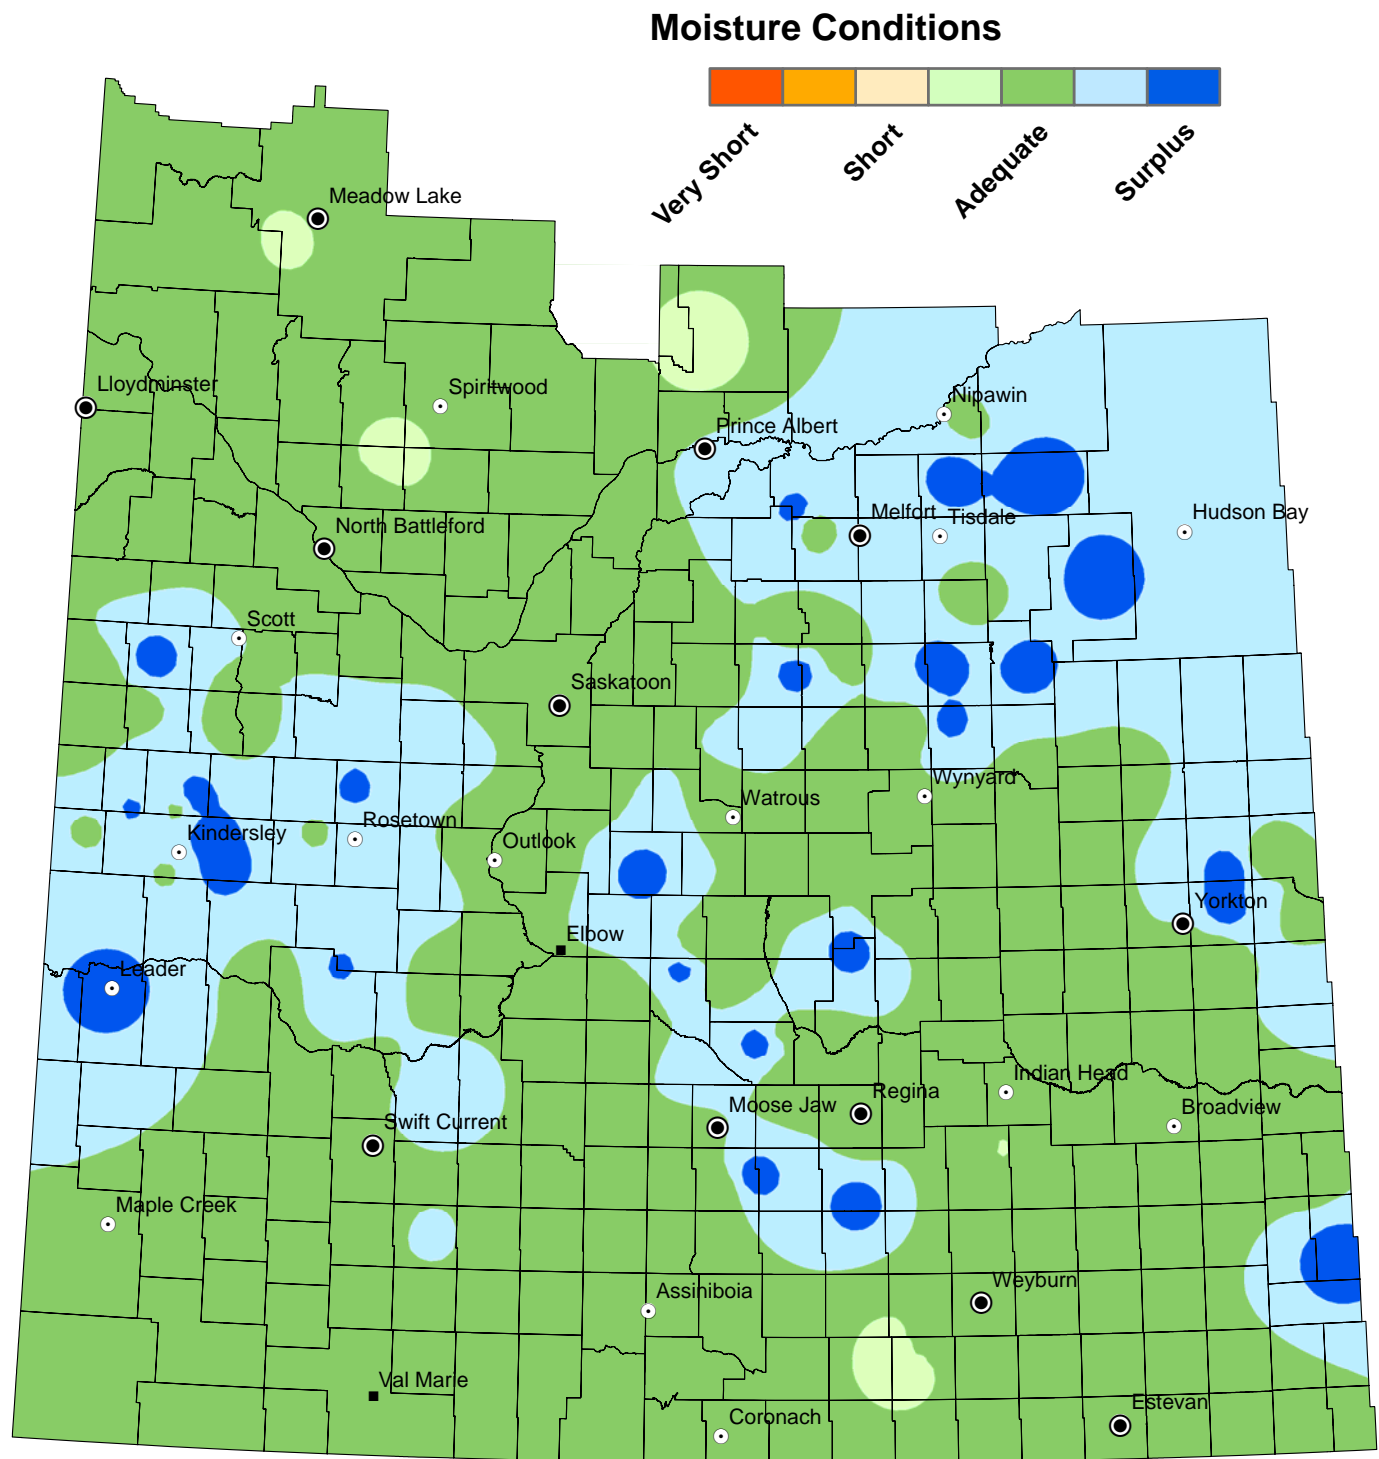 Moisture Conditions
Very Short
Short
Adequate
Surplus
Meadow Lake
Lloydminster
Spiritwood
Nipawin
Prince Albert
Melfort
Tisdale
Hudson Bay
North Battleford
Scott
Saskatoon
Wynyard
Watrous
Rosetown
Kindersley
Outlook
Yorkton
Elbow
Leader
Indian Head
Regina
Moose Jaw
Broadview
Swift Current
Maple Creek
Weyburn
Assiniboia
Val Marie
Estevan
Coronach